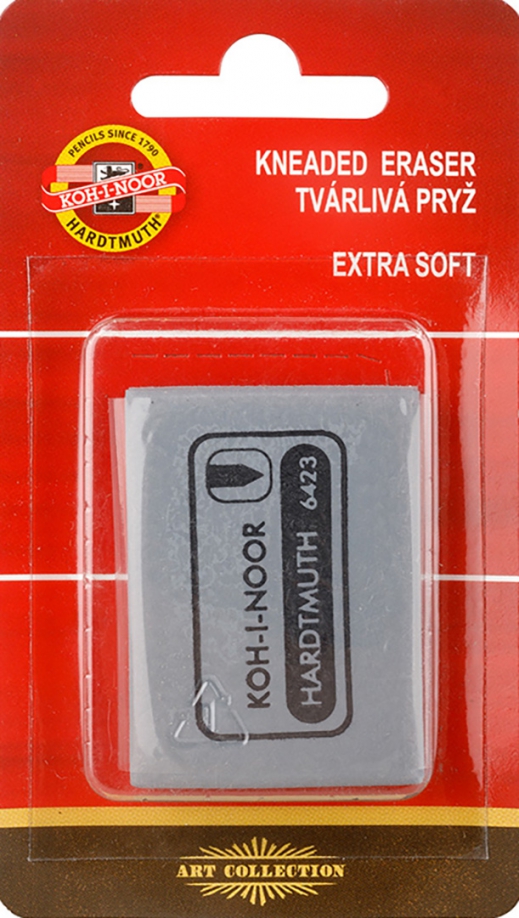 PENCILS SINCE 1790
KOH-I-NOOR
HARDTMUTH®
KNEADED ERASER
TVÁRLIVÁ PRYŽ
EXTRA SOFT
KOH-I-NOOR
HARDTMUTH 6423
ART COLLECTION